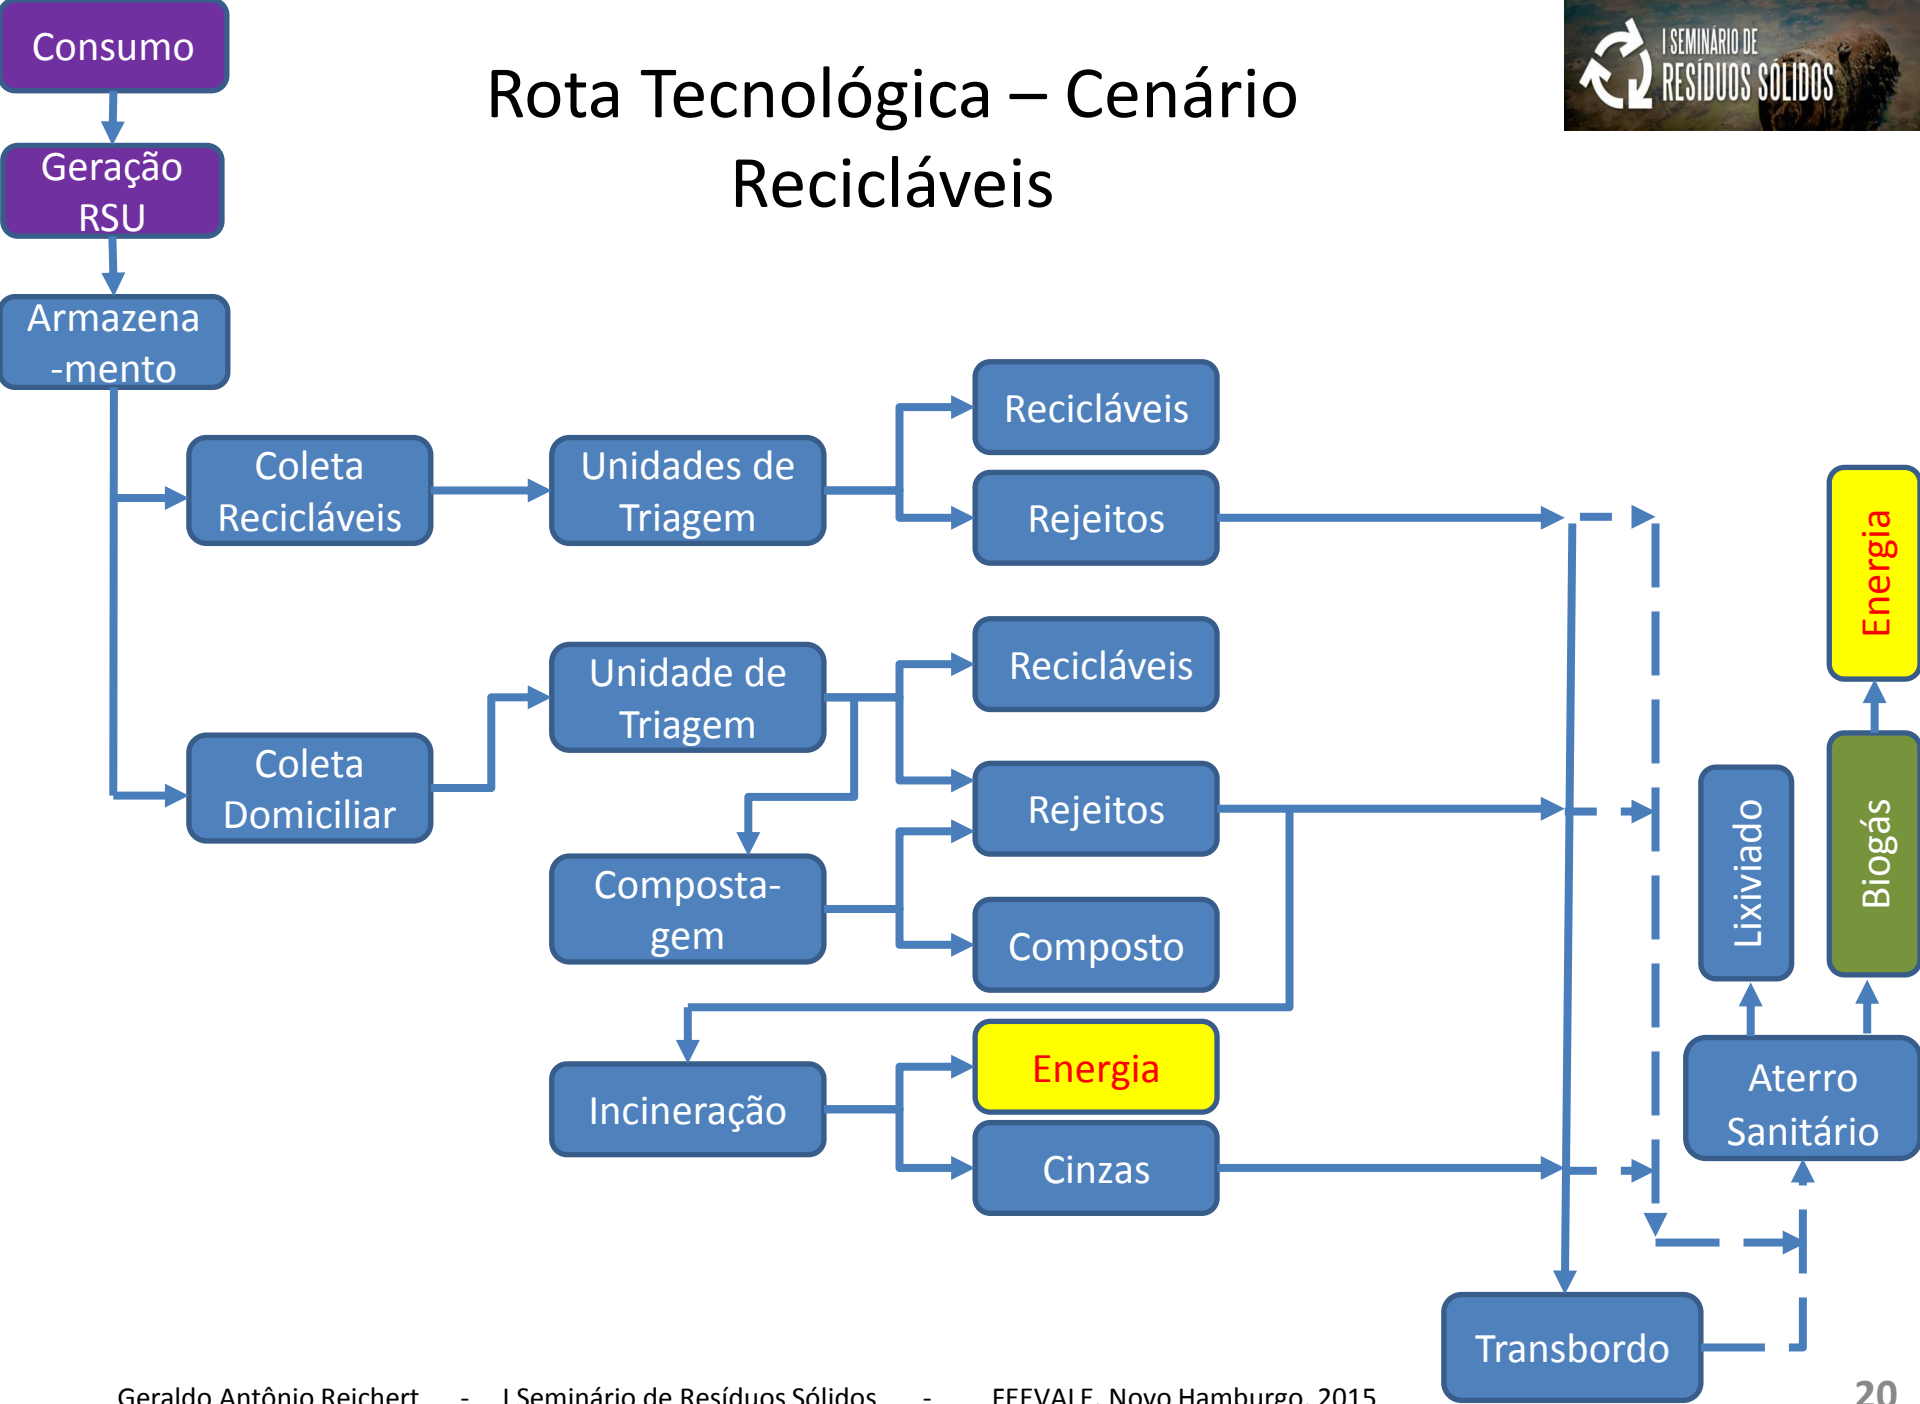 Consumo
Rota Tecnológica – Cenário
Recicláveis
I SEMINÁRIO DE
RESÍDUOS SÓLIDOS
Geração
RSU
Armazena
-mento
Coleta
Recicláveis
Unidades de
Triagem
Recicláveis
Rejeitos
Coleta
Domiciliar
Unidade de
Triagem
Recicláveis
Rejeitos
Composta-
gem
Composto
Incineração
Energia
Cinzas
Energia
Biogás
Lixiviado
Aterro
Sanitário
Transbordo
Geraldo Antônio Reichert - I Seminário de Resíduos Sólidos - FEEVALE, Novo Hamburgo, 2015
20